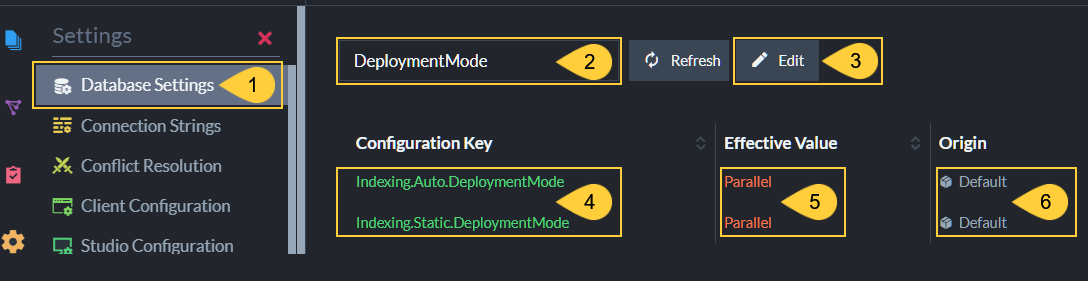 Settings
Database Settings 1
Connection Strings
Conflict Resolution
Client Configuration
Studio Configuration
DeploymentMode 2 Refresh Edit 3
Configuration Key Effective Value Origin
Indexing.Auto.DeploymentMode Parallel Default
4 5 6
Indexing.Static.DeploymentMode Parallel Default